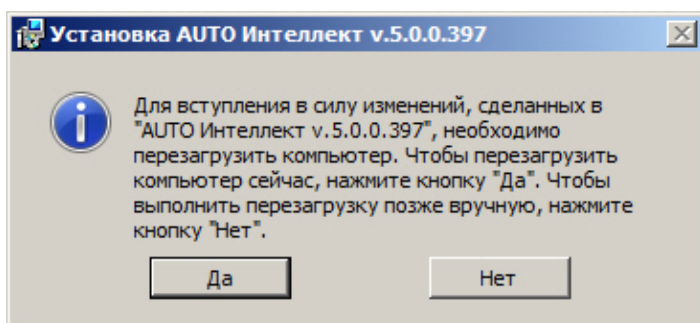 Установка AUTO Интеллект v.5.0.0.397
Для вступления в силу изменений, сделанных в
"AUTO Интеллект v.5.0.0.397", необходимо
перезагрузить компьютер. Чтобы перезагрузить
компьютер сейчас, нажмите кнопку "Да". Чтобы
выполнить перезагрузку позже вручную, нажмите
кнопку "Нет".
Да
Нет